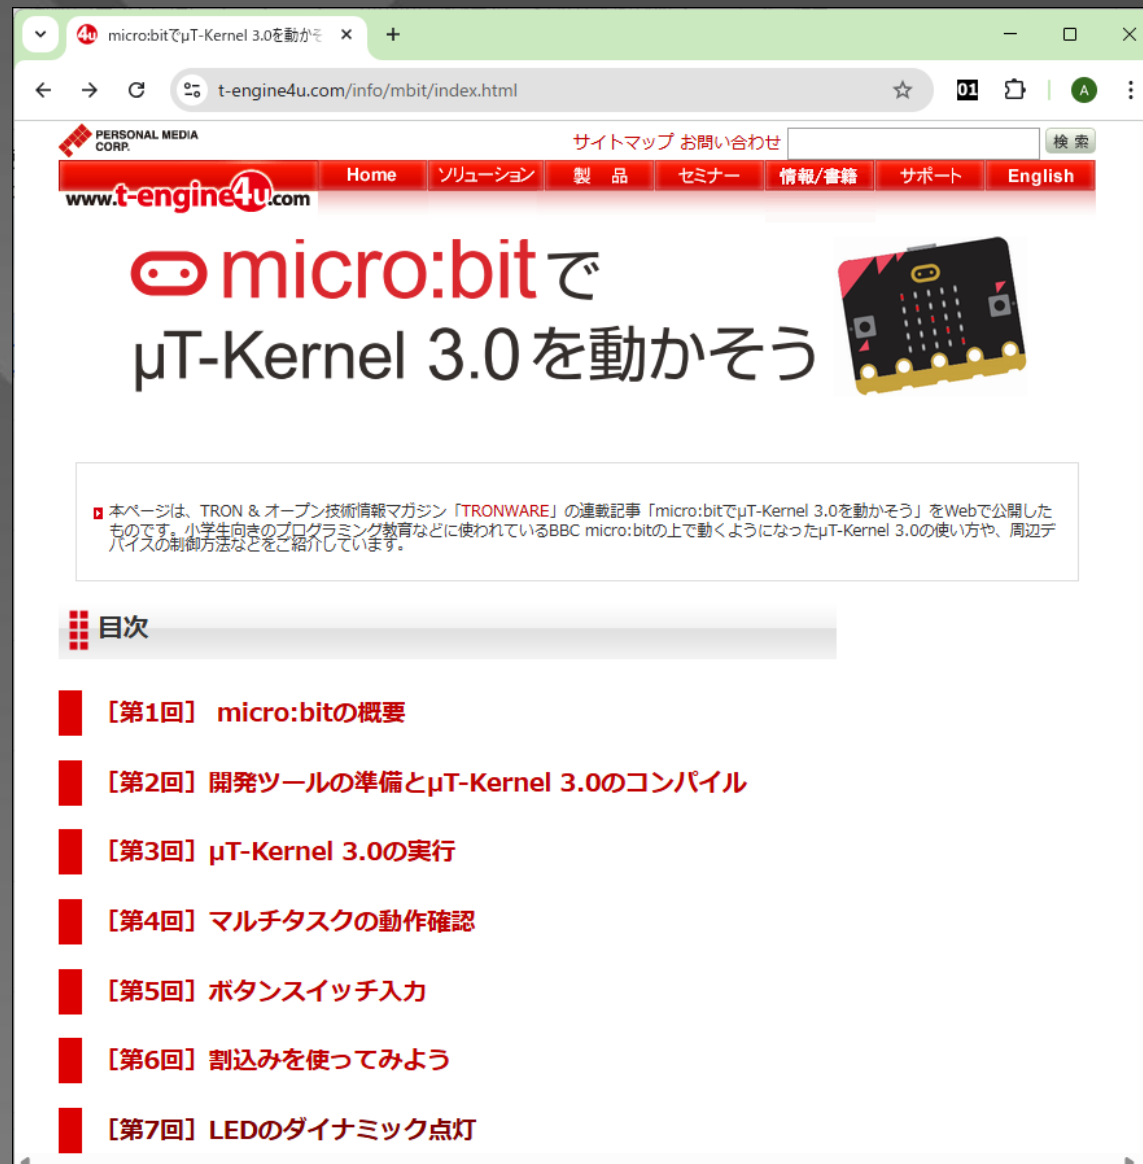 micro:bitでμT-Kernel 3.0を動かそ
t-engine4u.com/info/mbit/index.html
01
A
PERSONAL MEDIA
CORP.
サイトマップ お問い合わせ
検 索
www.t-engine4u.com
Home ソリューション 製 品 セミナー 情報/書籍 サポート English
micro:bitで
μT-Kernel 3.0を動かそう
本ページは、TRON & オープン技術情報マガジン「TRONWARE」の連載記事「micro:bitでμT-Kernel 3.0を動かそう」をWebで公開した
ものです。小学生向きのプログラミング教育などに使われているBBC micro:bitの上で動くようになったμT-Kernel 3.0の使い方や、周辺デ
バイスの制御方法などをご紹介しています。
目次
［第1回］ micro:bitの概要
［第2回］開発ツールの準備とμT-Kernel 3.0のコンパイル
［第3回］μT-Kernel 3.0の実行
［第4回］マルチタスクの動作確認
［第5回］ボタンスイッチ入力
［第6回］割込みを使ってみよう
［第7回］LEDのダイナミック点灯